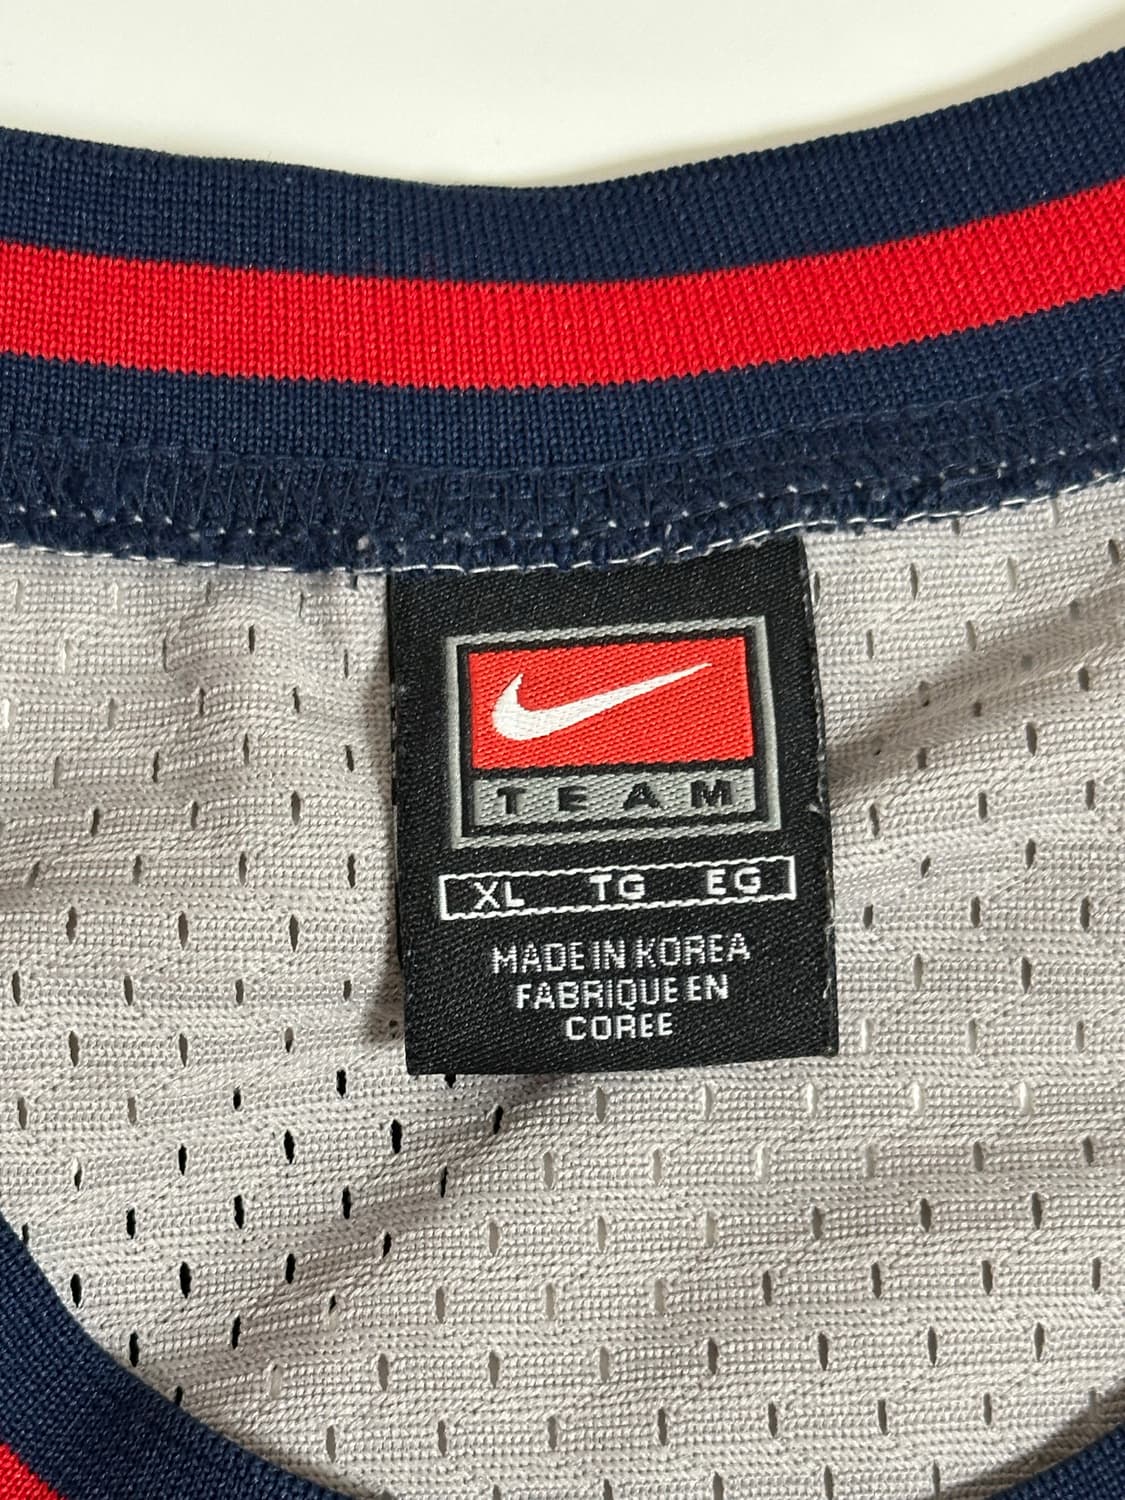 TEAM
XL TG EG
MADE IN KOREA
FABRIQUE EN
COREE